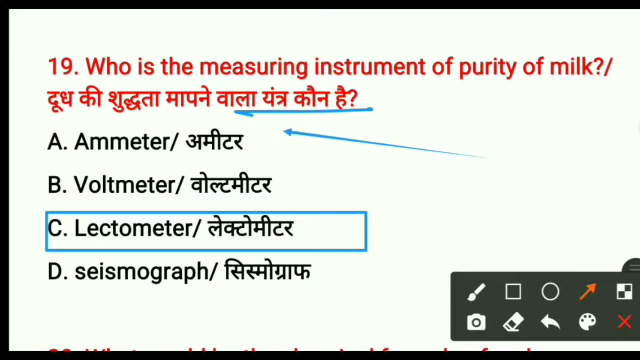 19. Who is the measuring instrument of purity of milk?/
दूध की शुद्धता मापने वाला यंत्र कौन है?
A. Ammeter/ अमीटर
B. Voltmeter/ वोल्टमीटर
C. Lectometer/ लेक्टोमीटर
D. seismograph/ सिस्मोग्राफ